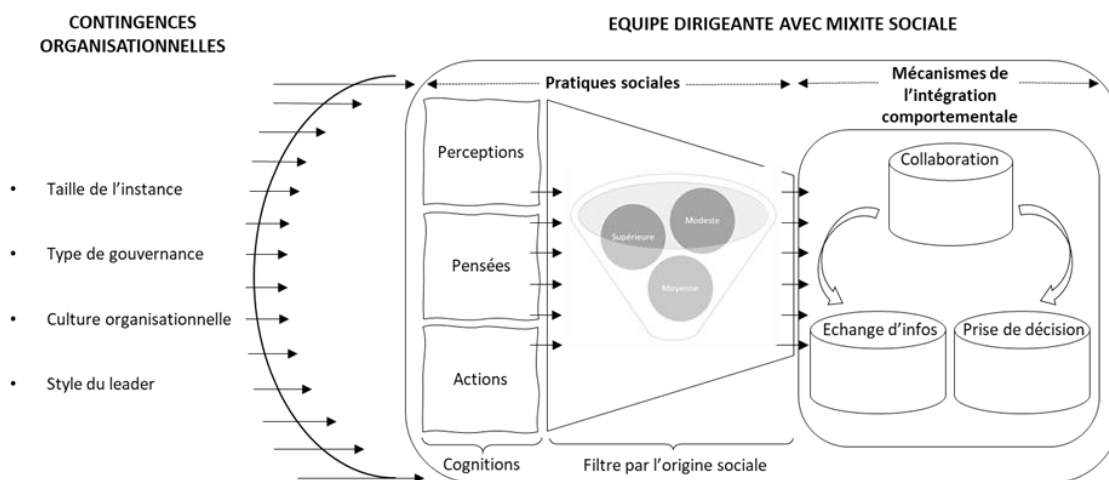 CONTINGENCES
ORGANISATIONNELLES
• Taille de l'instance
• Type de gouvernance
• Culture organisationnelle
• Style du leader
EQUIPE DIRIGEANTE AVEC MIXITE SOCIALE
Pratiques sociales
Perceptions
Pensées
Actions
Cognitions
Supérieure
Modeste
Moyenne
Filtre par l'origine sociale
Mécanismes de
l'intégration
comportementale
Collaboration
Echange d'infos
Prise de décision